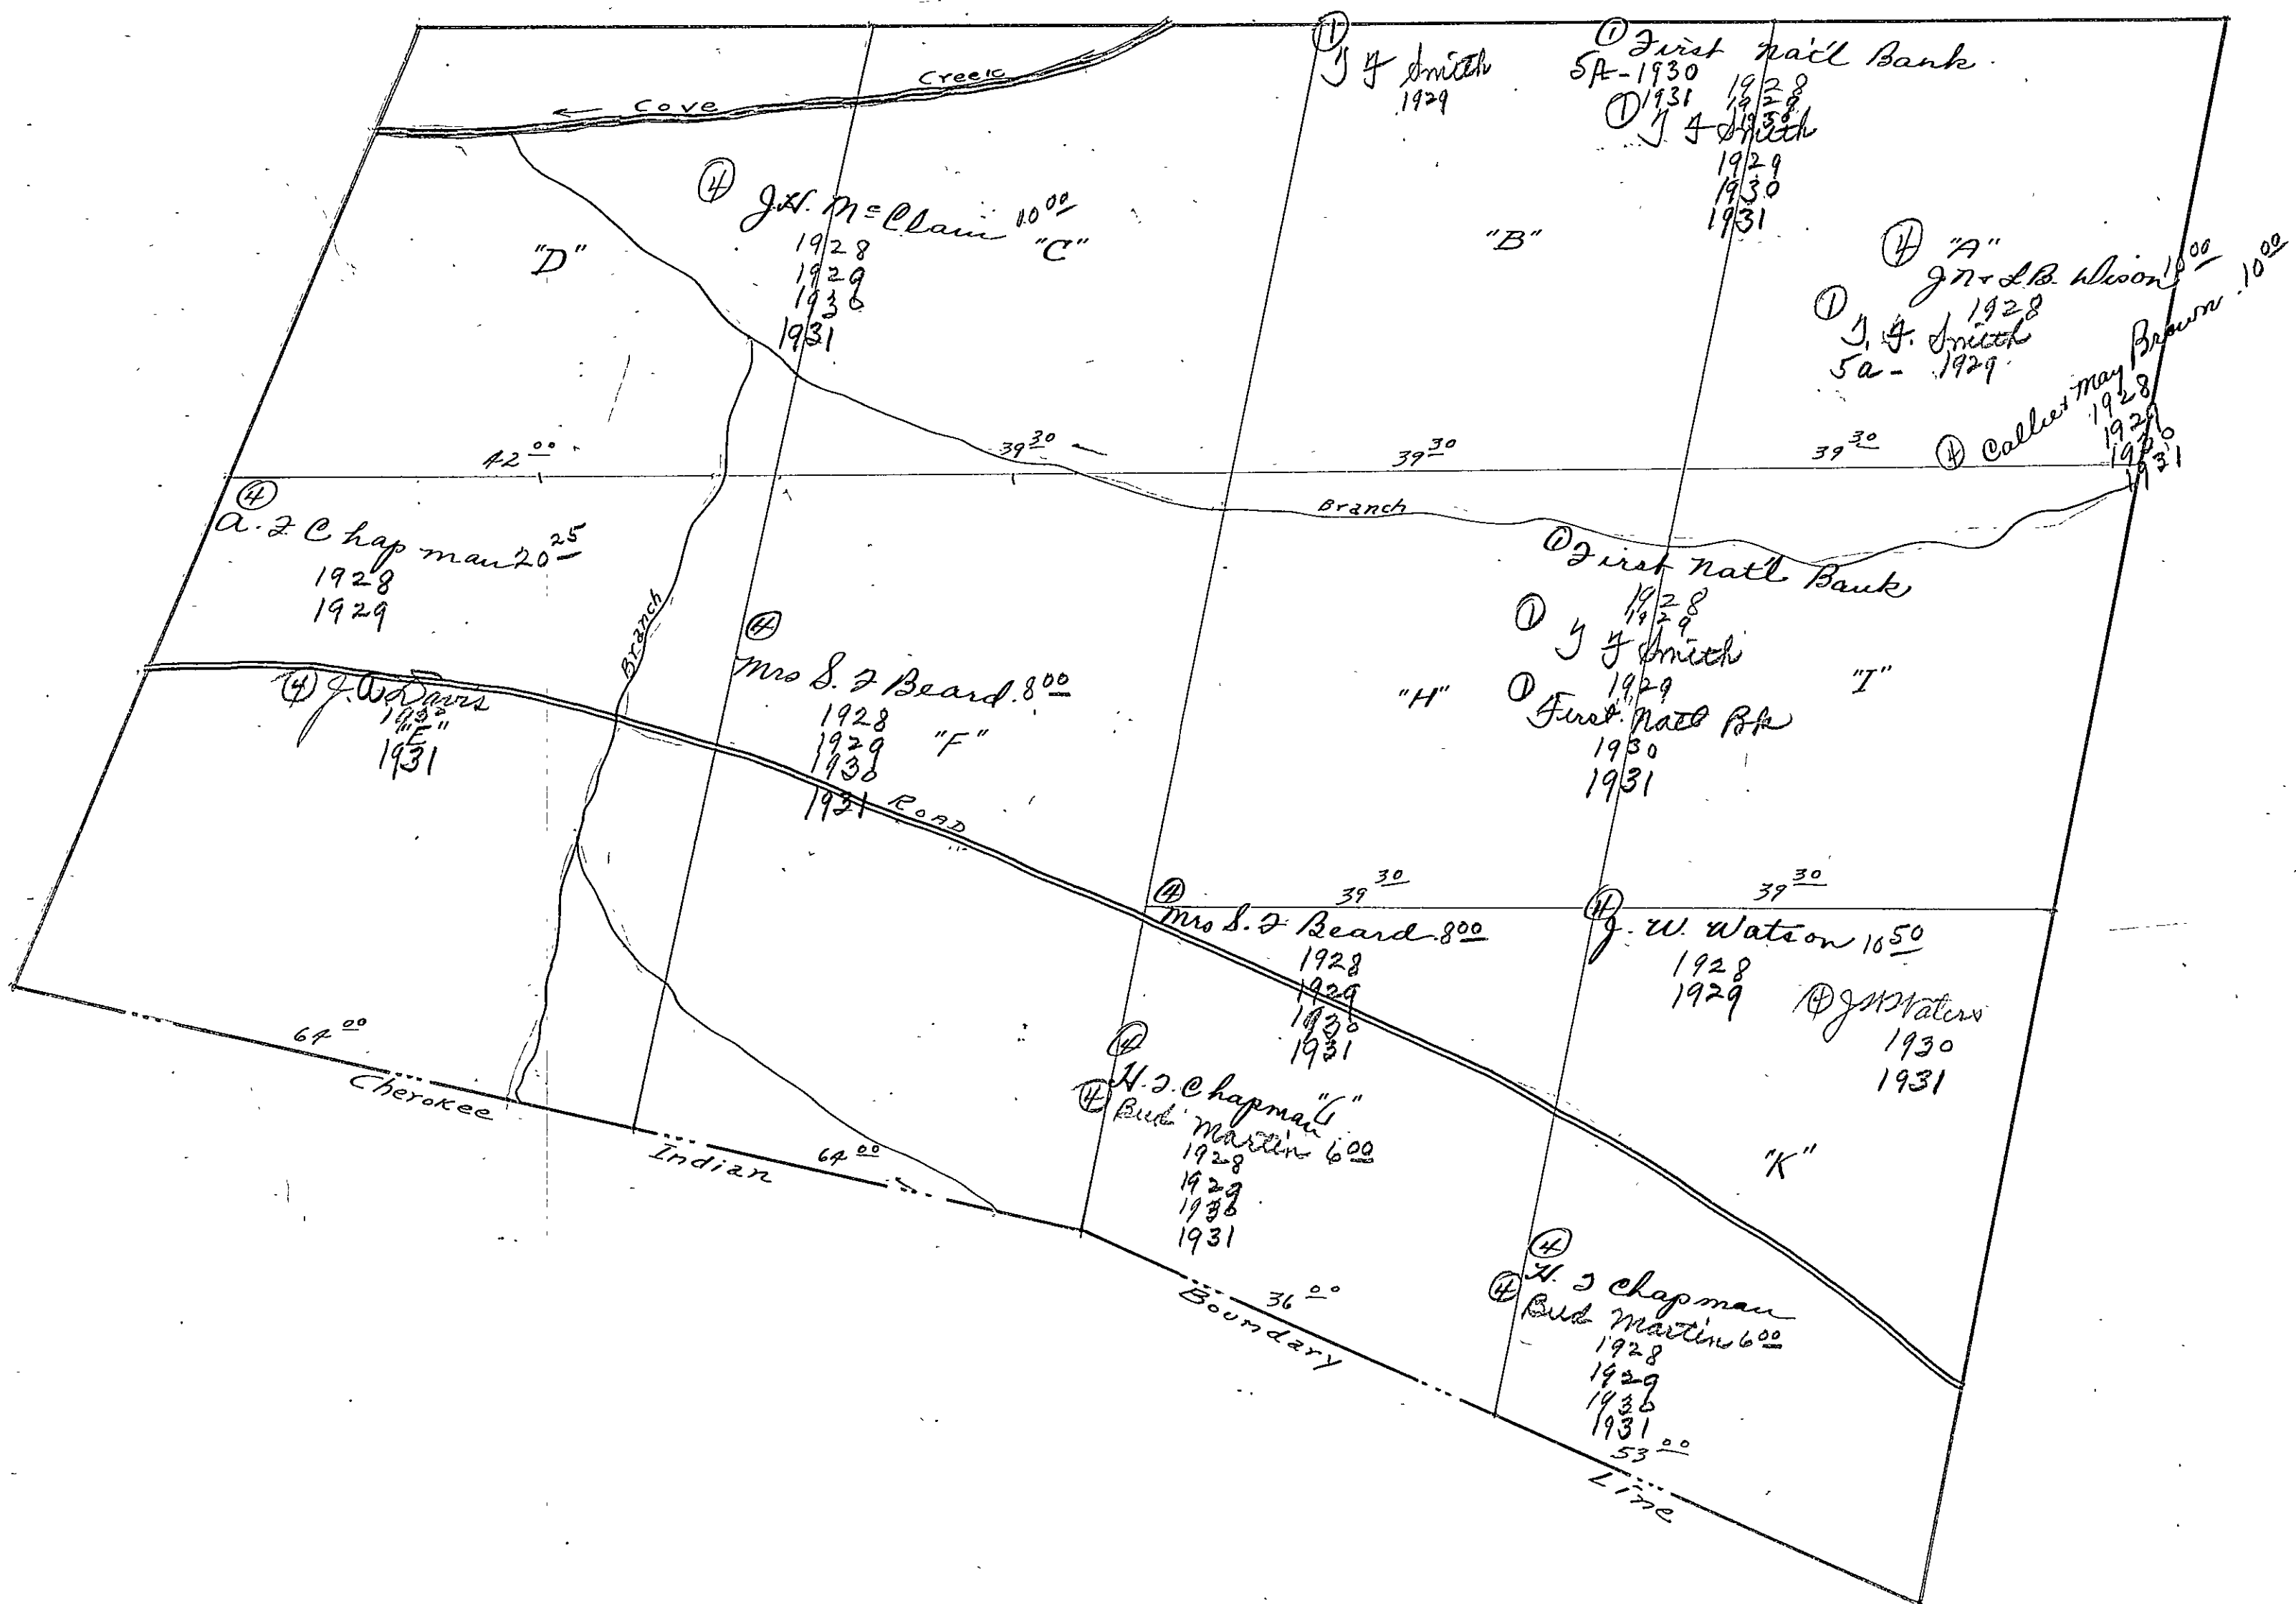 Cove Creek
①
T F Smith
1929
① First Nat'l Bank
5A - 1930 1928
1931 1929
① T F Smith
1929
1930
1931
④ J.H. McClain 10 00
1928
1929
1930
1931
"D"
"C"
"B"
④ "A"
1928
① T. F. Smith
5a - 1929
④ May Brown 10 00
1928
1929
1930
1931
42 00
39 30
39 30
39 30
④
A. F Chapman 20 25
1928
1929
Branch
Branch
① First Nat'l Bank
1928
1929
① T F Smith
1929
① First Natl Bk
1930
1931
"H"
"I"
④ J. A Davis
"E"
1931
④
Mrs S. F Beard 8 00
1928
1929 "F"
1930
1931
Road
④ 39 30
Mrs S. F Beard 8 00
1928
1929
1930
1931
39 30
④
J. W. Watson 10 50
1928
1929
④ J W Waters
1930
1931
④
H. F. Chapman
④ Bud Martin 6 00
1928
1929
1930
1931
"K"
④
H. F Chapman
④ Bud Martin 6 00
1928
1929
1930
1931
64 00
64 00
36 00
53 00
Cherokee Indian Boundary Line